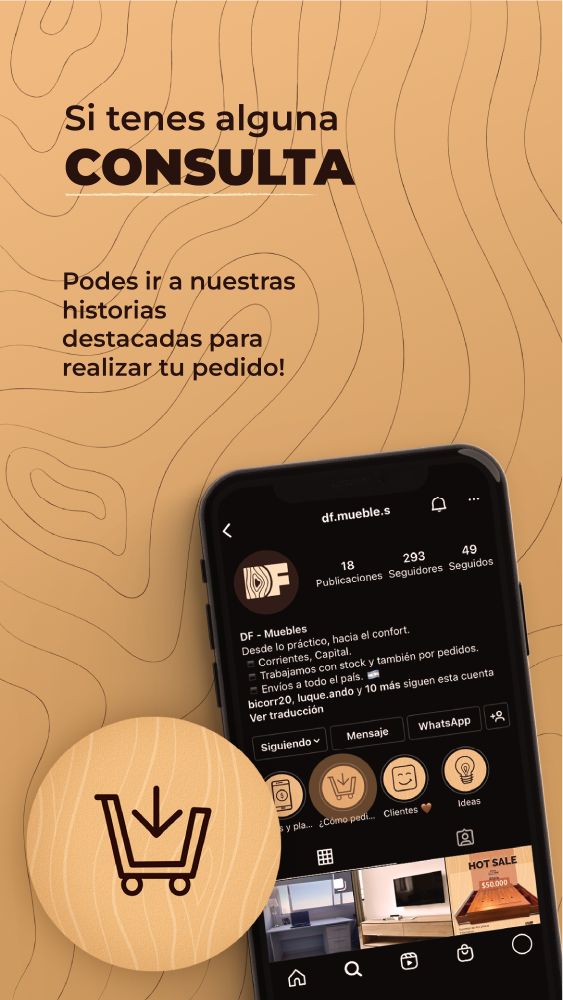 Si tenes alguna
CONSULTA
Podes ir a nuestras
historias
destacadas para
realizar tu pedido!
df.mueble.s
DF
18 293 49
Publicaciones Seguidores Seguidos
DF - Muebles
Desde lo práctico, hacia el confort.
Corrientes, Capital.
Trabajamos con stock y también por pedidos.
Envíos a todo el país.
bicorr20, luque.ando y 10 más siguen esta cuenta
Ver traducción
Siguiendo Mensaje WhatsApp
s y pla... ¿Cómo pedi... Clientes 🤎 Ideas
HOT SALE
$50.000